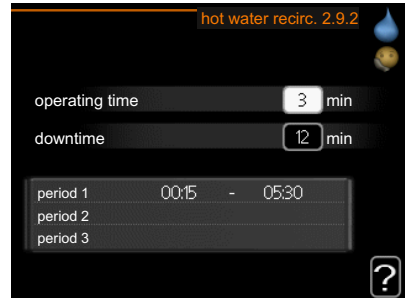 hot water recirc. 2.9.2
operating time 3 min
downtime 12 min
period 1 00:15 - 05:30
period 2
period 3
?